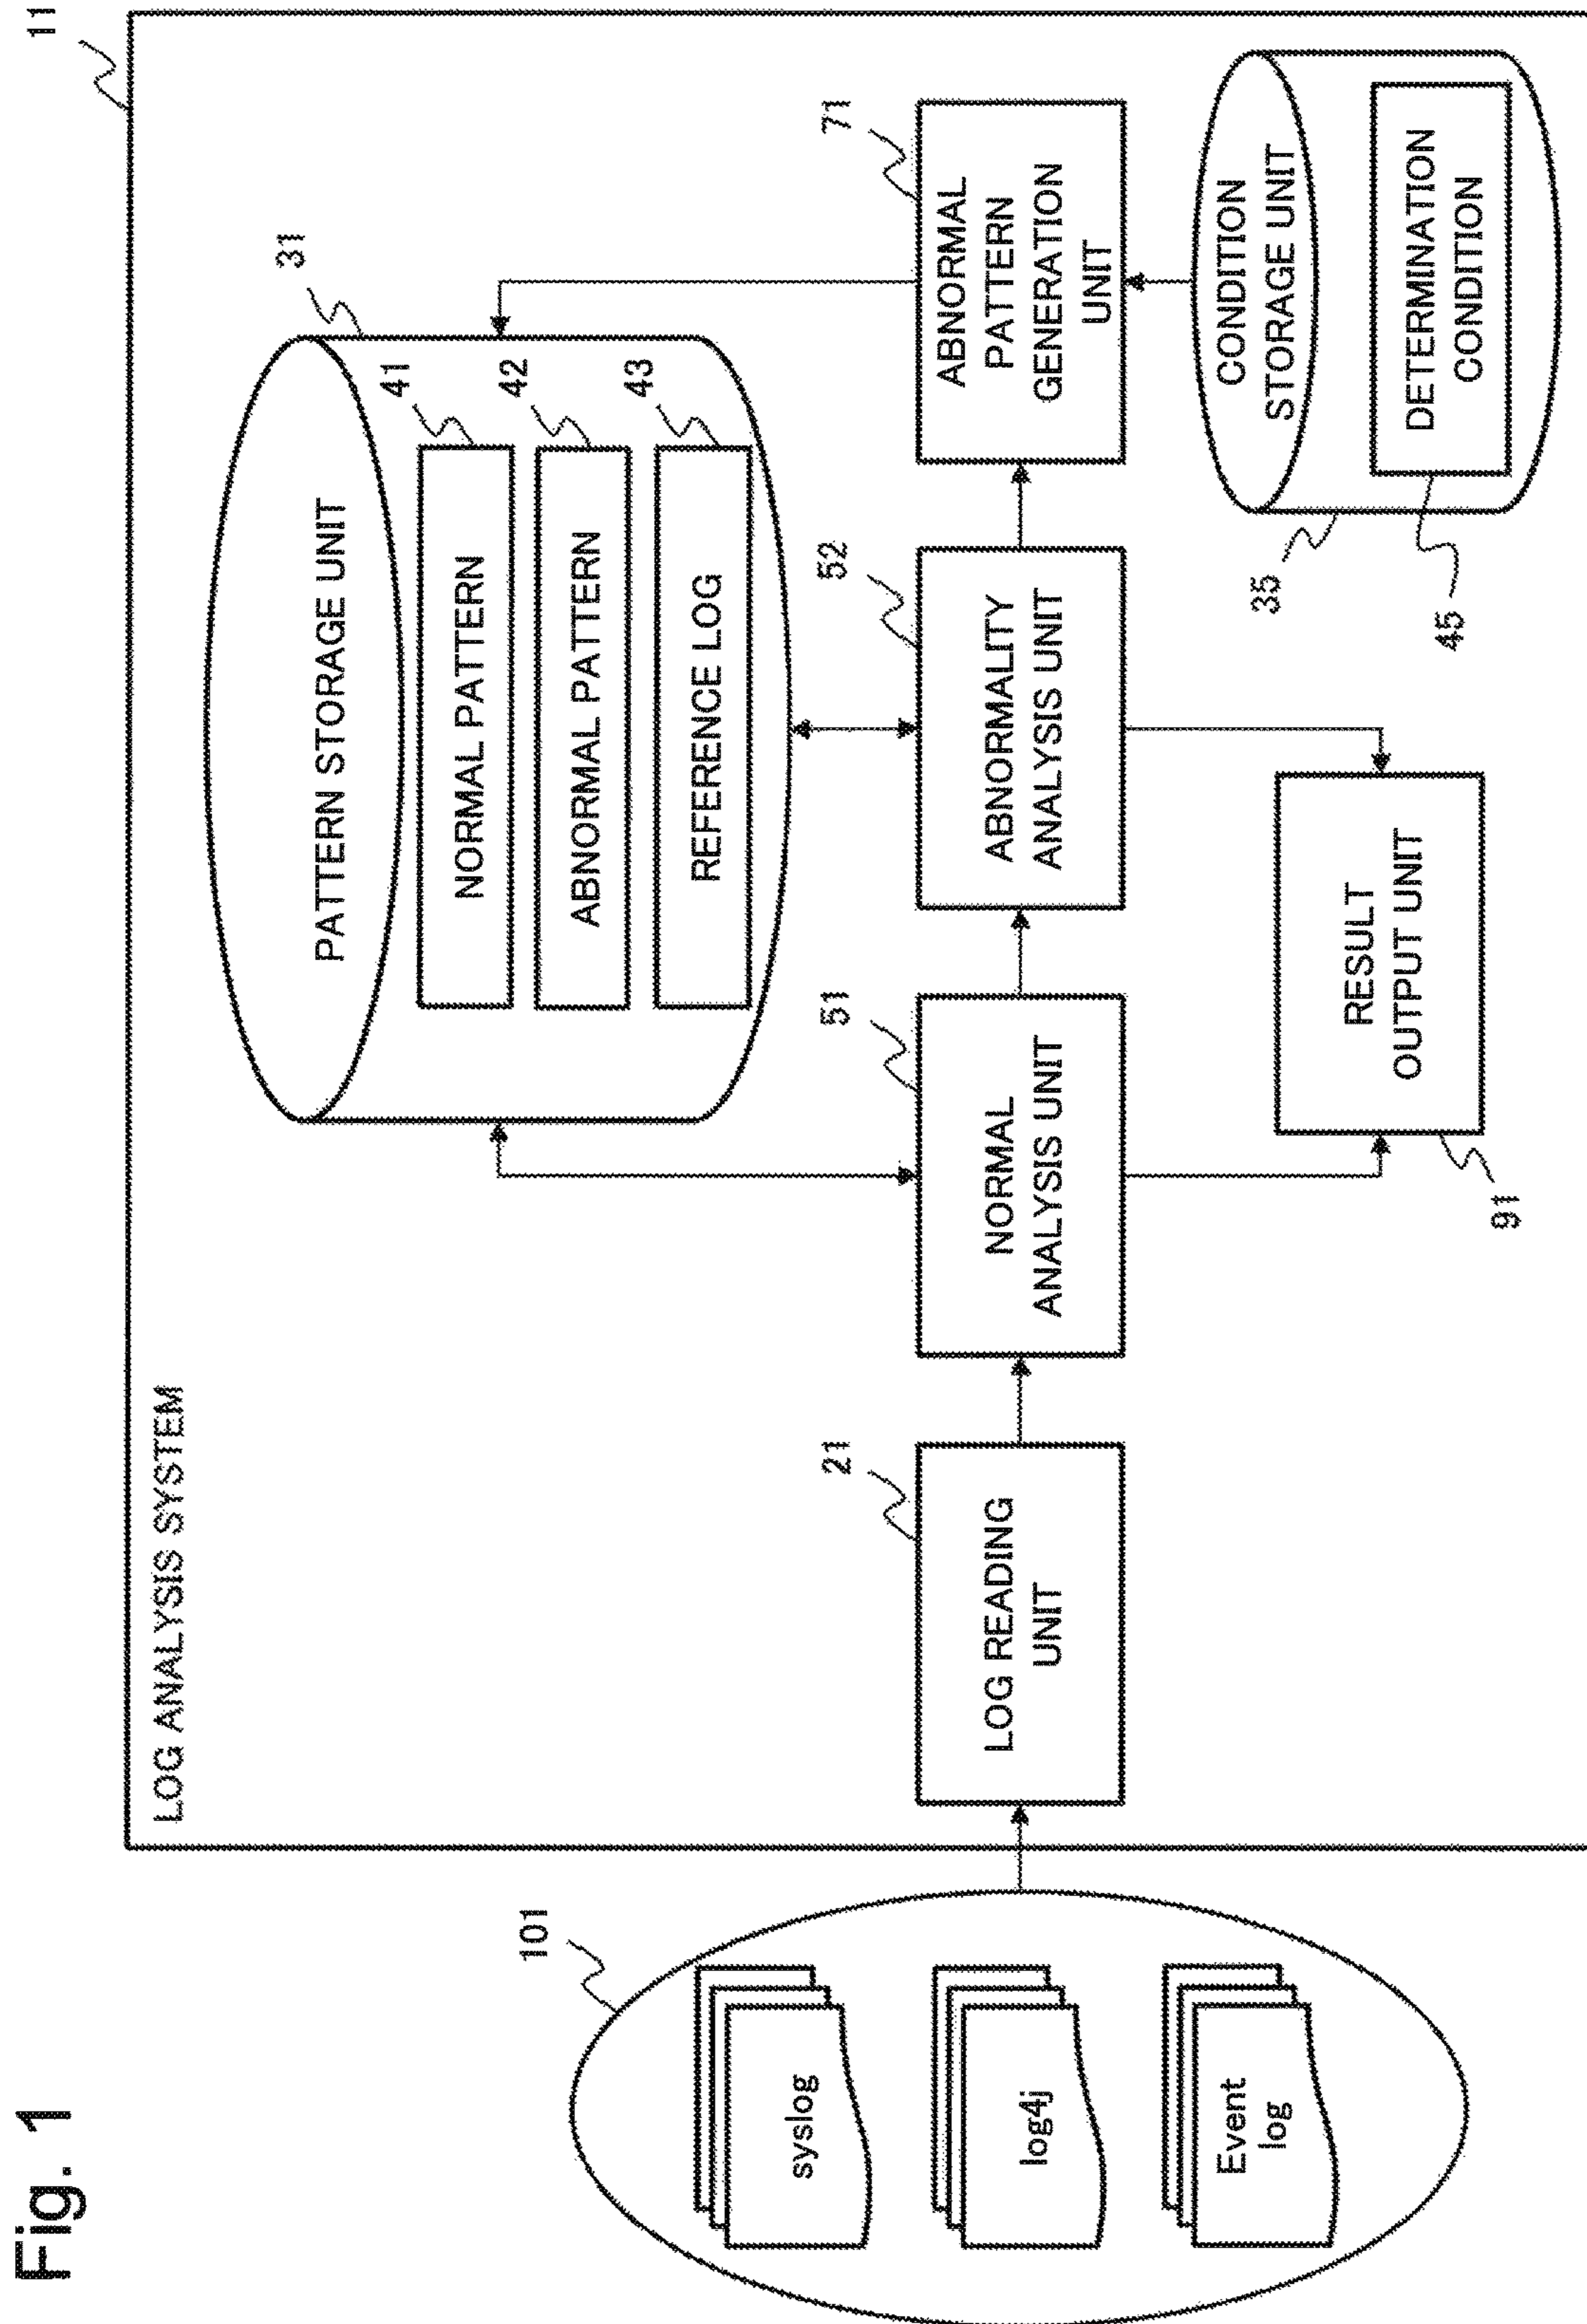 Fig. 1
11
LOG ANALYSIS SYSTEM
31
PATTERN STORAGE UNIT
41
NORMAL PATTERN
42
ABNORMAL PATTERN
43
REFERENCE LOG
101
syslog
log4j
Event
log
21
LOG READING
UNIT
51
NORMAL
ANALYSIS UNIT
52
ABNORMALITY
ANALYSIS UNIT
71
ABNORMAL
PATTERN
GENERATION
UNIT
91
RESULT
OUTPUT UNIT
35
CONDITION
STORAGE UNIT
45
DETERMINATION
CONDITION